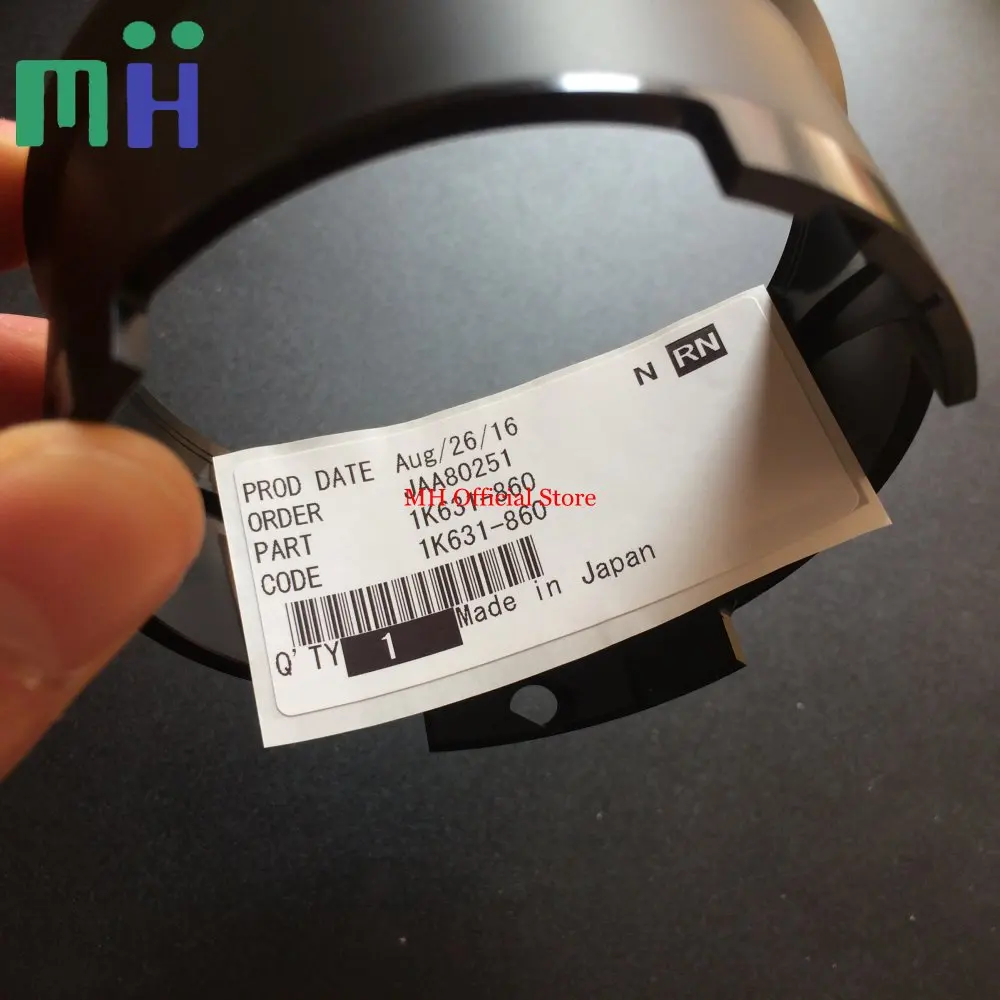 MH
N RN
PROD DATE Aug/26/16
ORDER JAA80251
PART 1K631-860
CODE 1K631-860
MH Official Store
Q'TY 1 Made in Japan